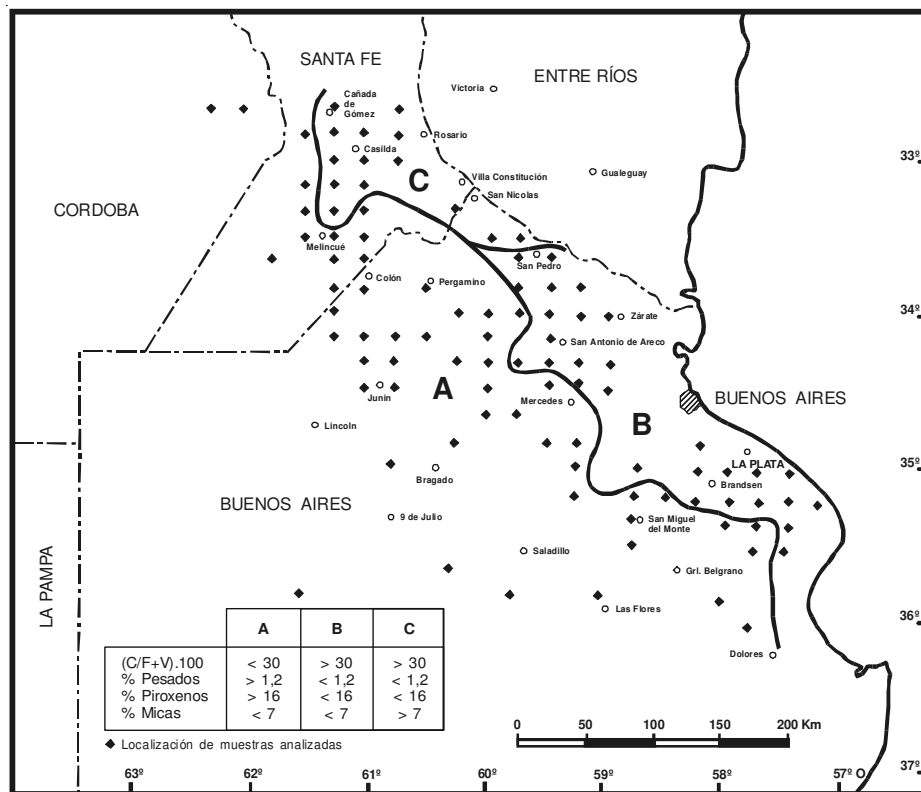 SANTA FE
ENTRE RÍOS
Victoria
Cañada
de
Gómez
Rosario
Casilda
33º
Villa Constitución
Gualeguay
C
San Nicolas
CORDOBA
Melincué
San Pedro
Colón
Pergamino
34º
Zárate
San Antonio de Areco
A
Junín
Mercedes
BUENOS AIRES
B
Lincoln
LA PLATA
35º
Bragado
Brandsen
BUENOS AIRES
9 de Julio
San Miguel
del Monte
Saladillo
LA PAMPA
Grl. Belgrano
Las Flores
36º
Dolores
A B C
(C/F+V).100 < 30 > 30 > 30
% Pesados > 1,2 < 1,2 < 1,2
% Piroxenos > 16 < 16 < 16
% Micas < 7 < 7 > 7
Localización de muestras analizadas
0 50 100 150 200 Km
37º
63º 62º 61º 60º 59º 58º 57º O